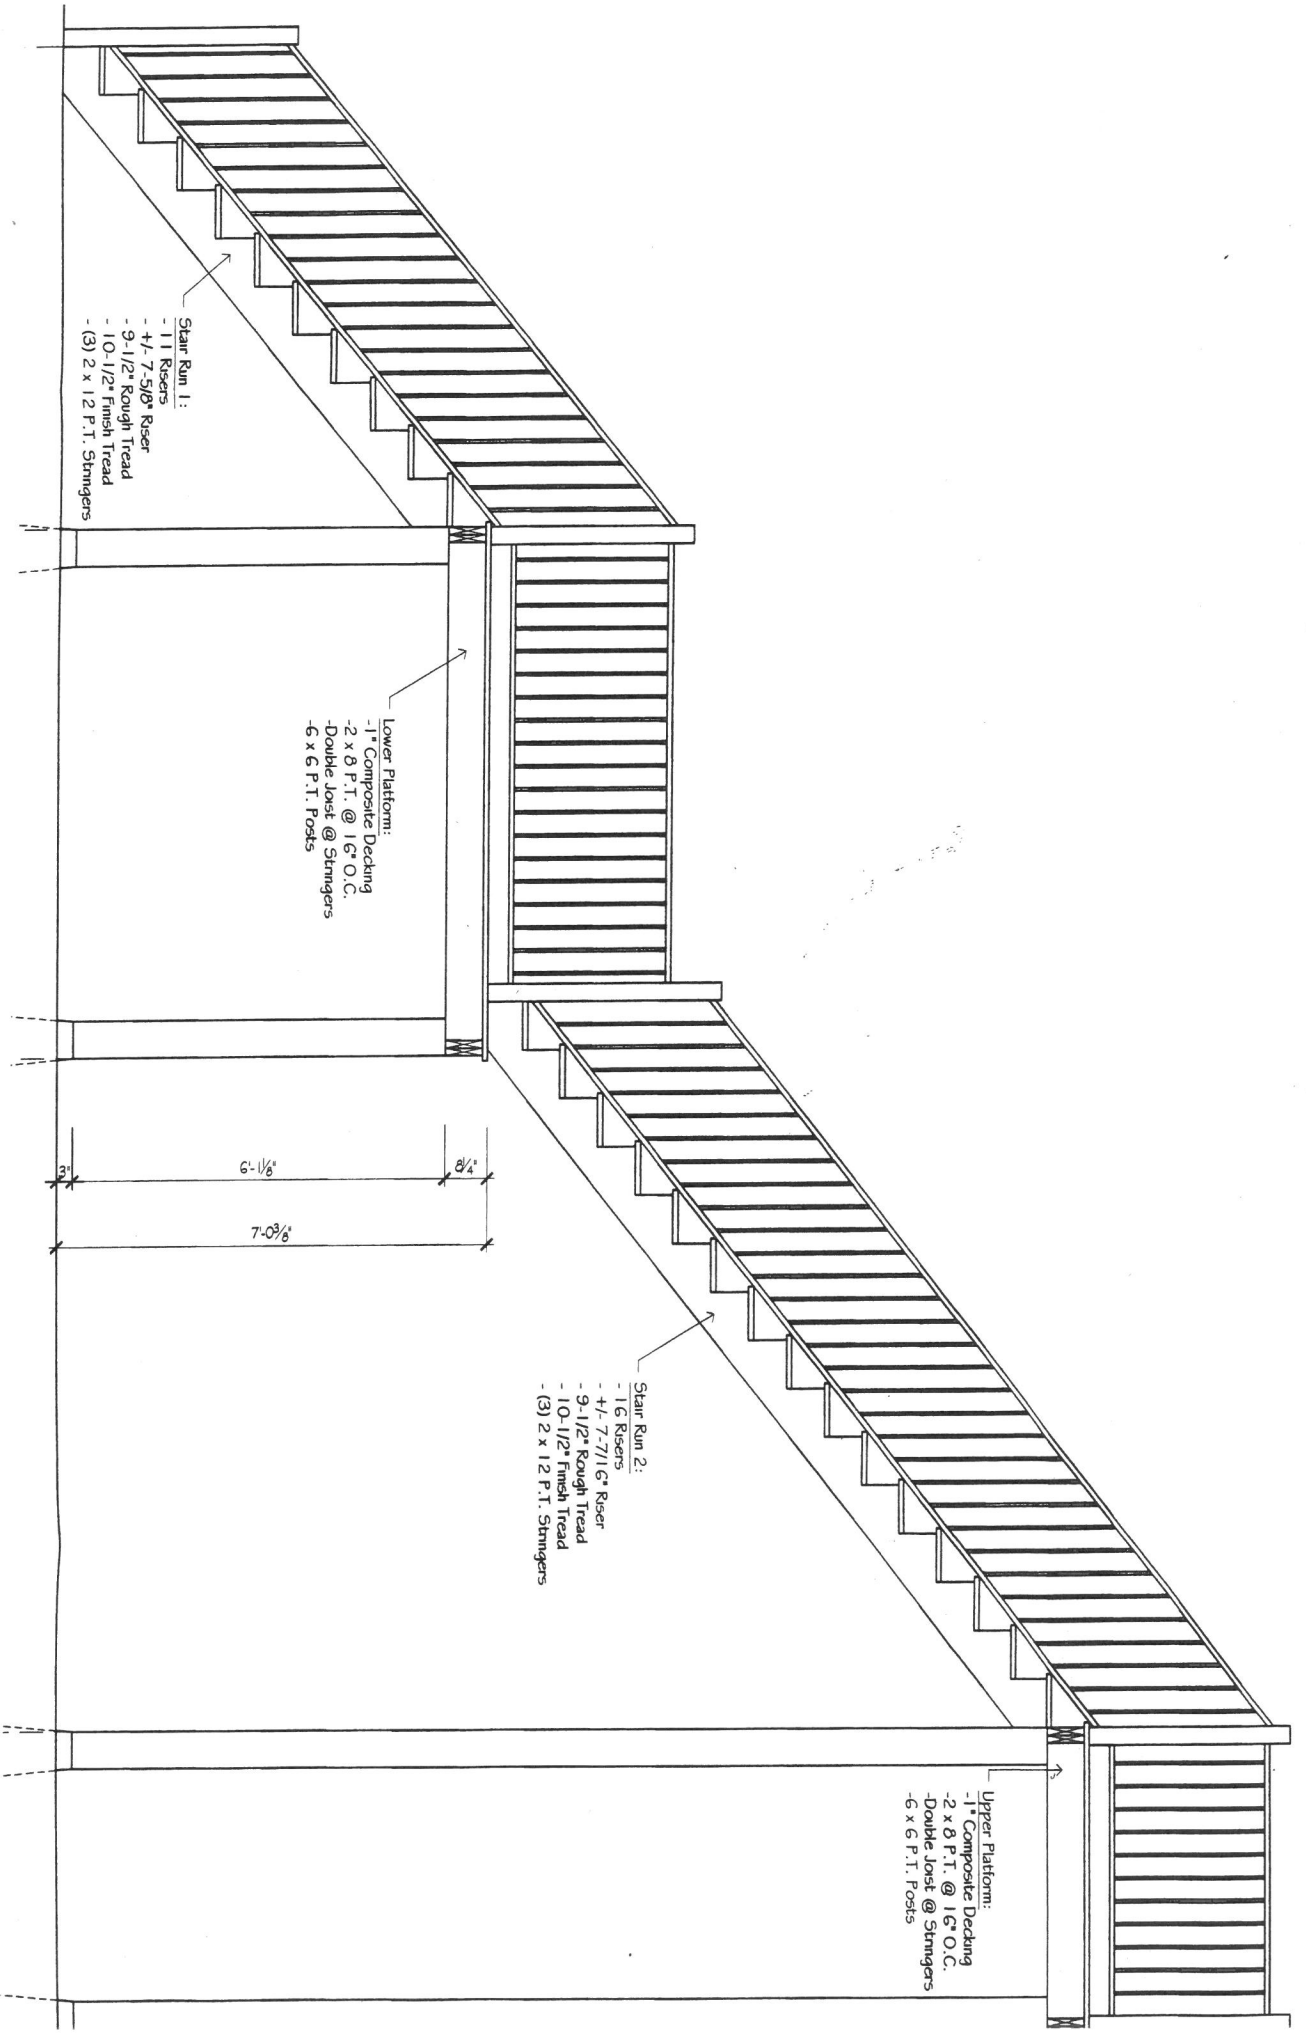 Stair Run 1:
- 11 Risers
- +/- 7-5/8" Riser
- 9-1/2" Rough Tread
- 10-1/2" Finish Tread
- (3) 2 x 12 P.T. Stringers
Lower Platform:
-1" Composite Decking
-2 x 8 P.T. @ 16" O.C.
-Double Joist @ Stringers
-6 x 6 P.T. Posts
8¼"
6'-1⅛"
3"
7'-0⅜"
Stair Run 2:
- 16 Risers
- +/- 7-7/16" Riser
- 9-1/2" Rough Tread
- 10-1/2" Finish Tread
- (3) 2 x 12 P.T. Stringers
Upper Platform:
-1" Composite Decking
-2 x 8 P.T. @ 16" O.C.
-Double Joist @ Stringers
-6 x 6 P.T. Posts